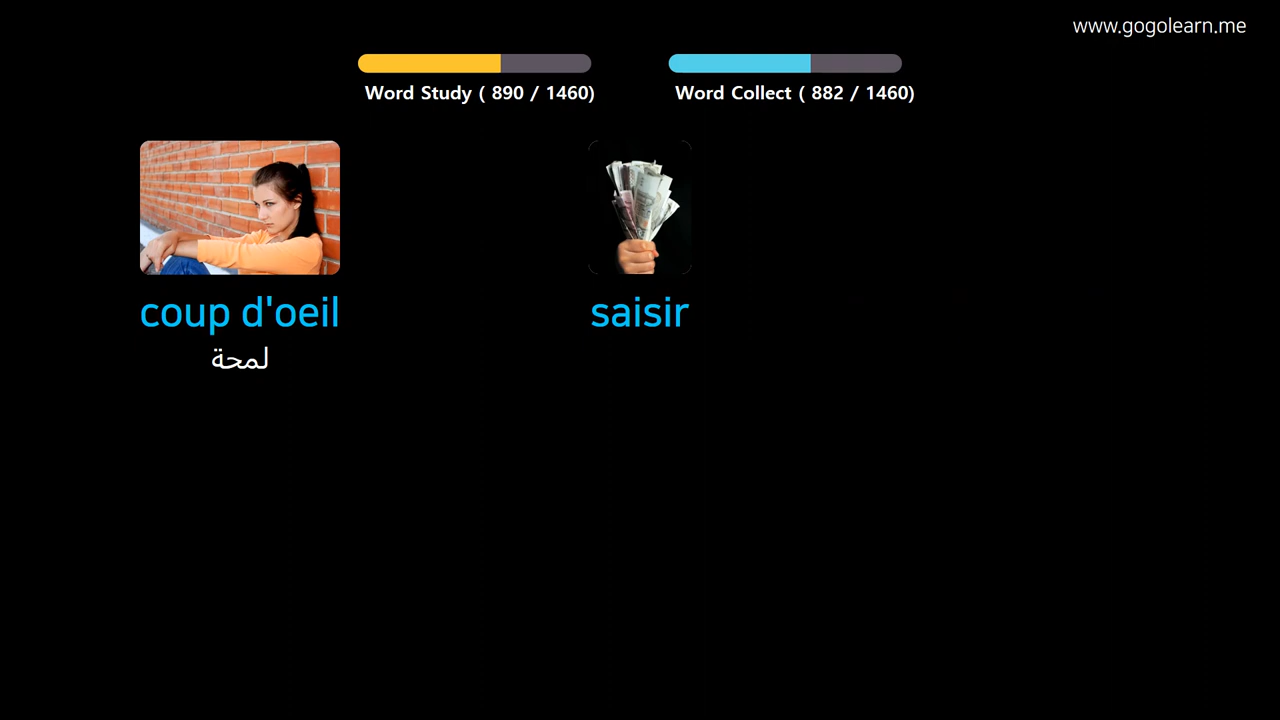 www.gogolearn.me
Word Study ( 890 / 1460)
Word Collect ( 882 / 1460)
coup d'oeil
لمحة
saisir